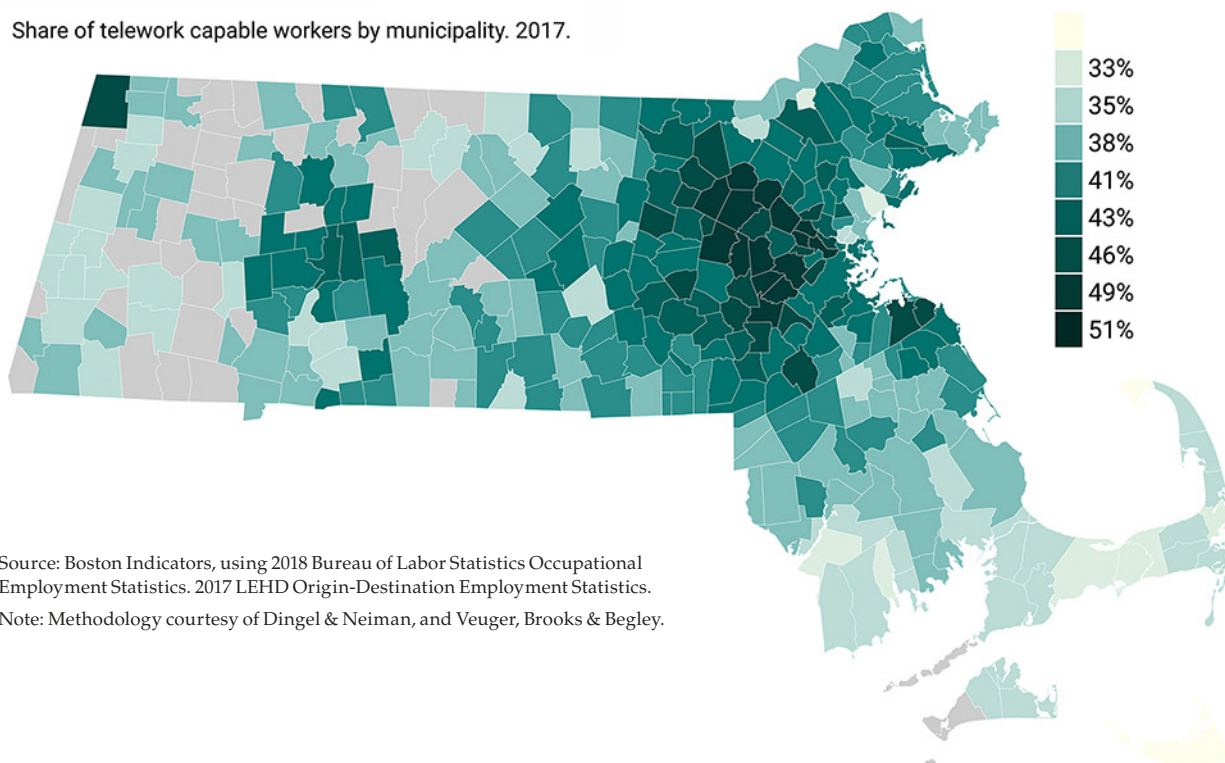 Share of telework capable workers by municipality. 2017.
33%
35%
38%
41%
43%
46%
49%
51%
Source: Boston Indicators, using 2018 Bureau of Labor Statistics Occupational
Employment Statistics. 2017 LEHD Origin-Destination Employment Statistics.
Note: Methodology courtesy of Dingel & Neiman, and Veuger, Brooks & Begley.